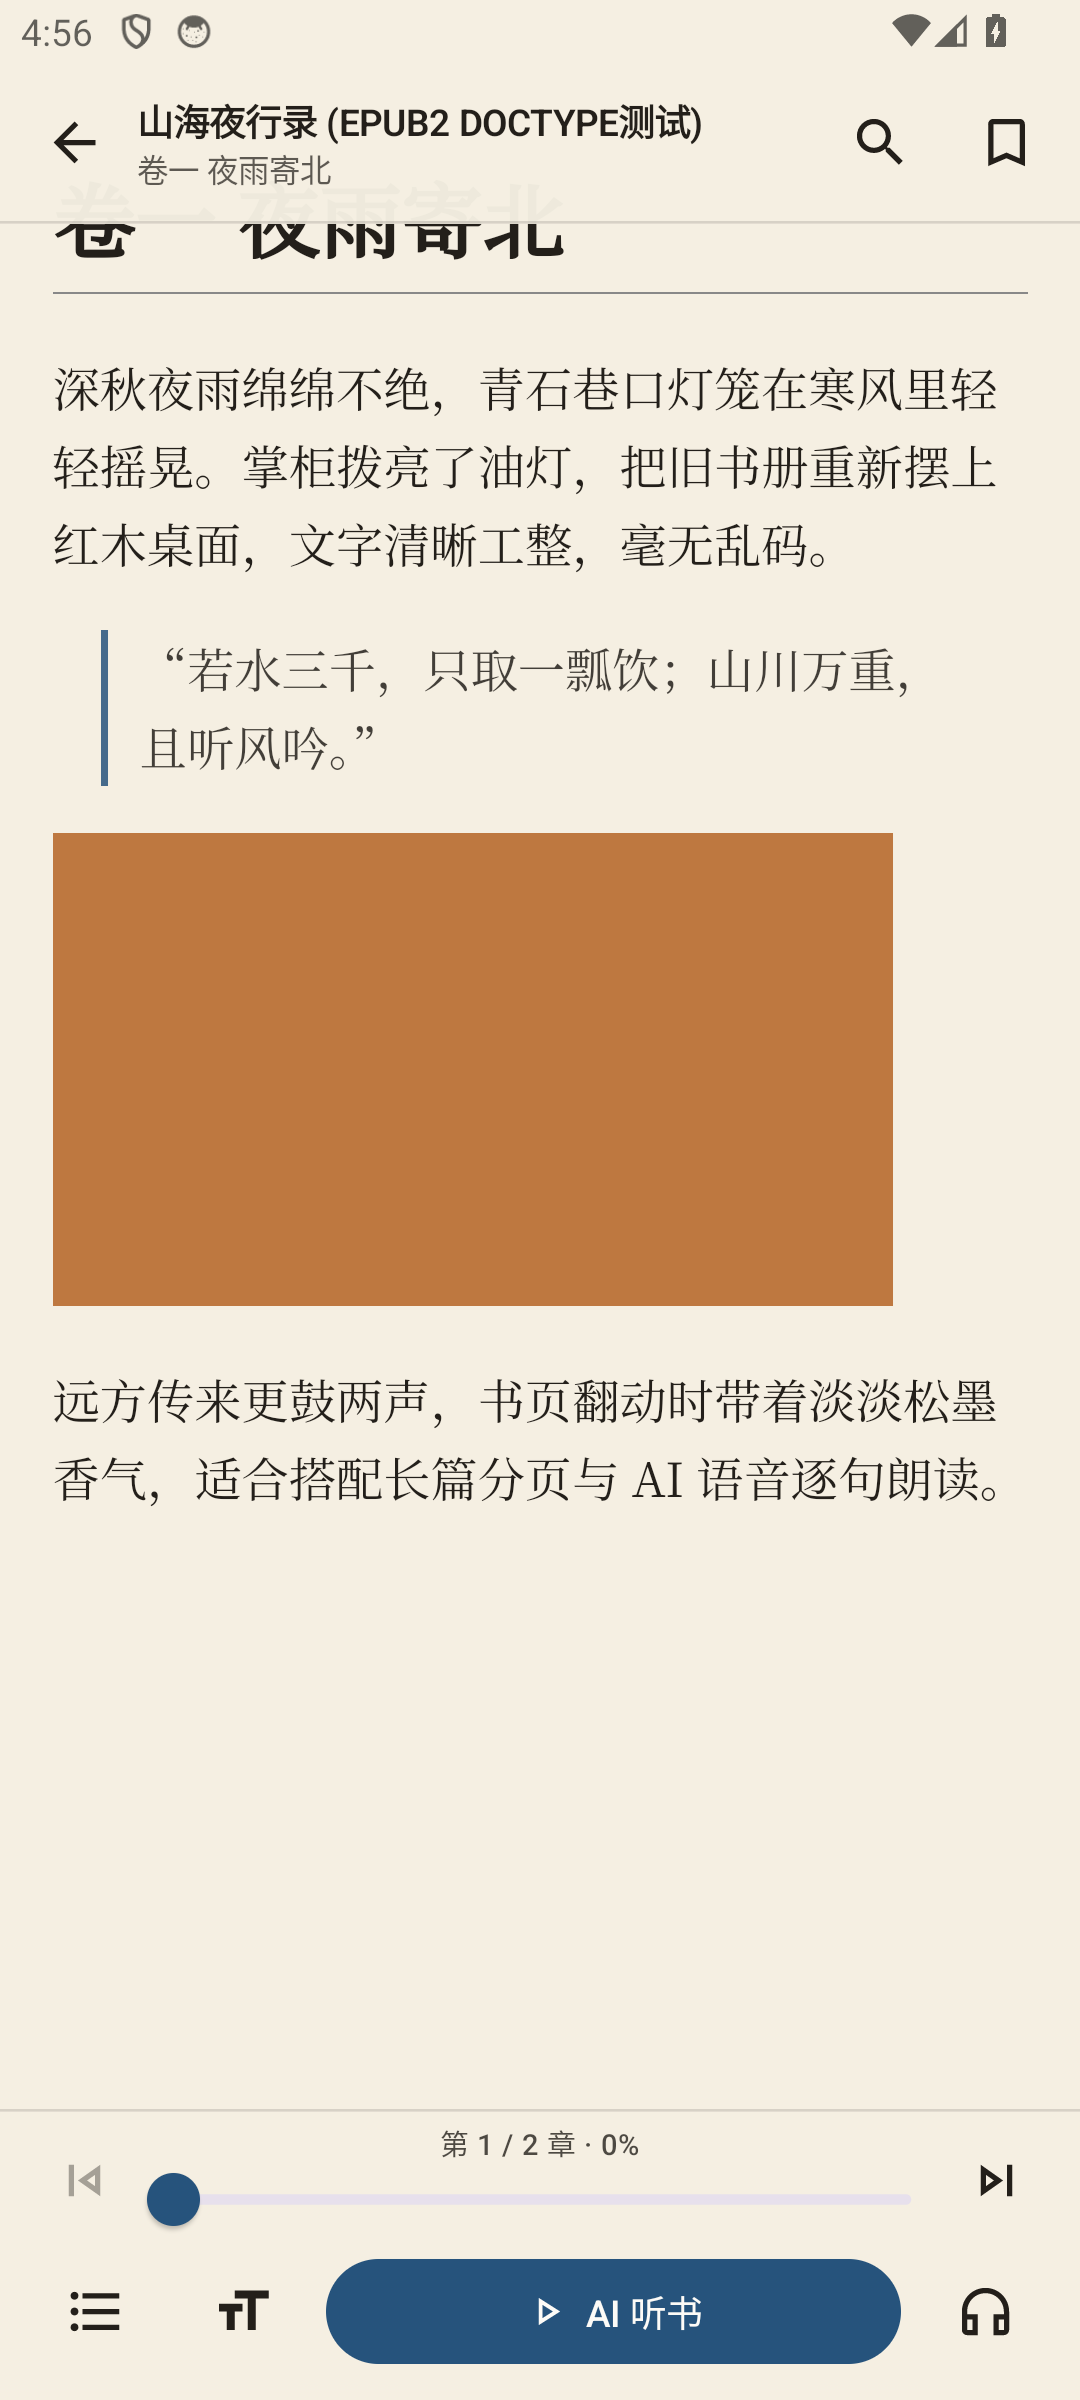 4:56
山海夜行录 (EPUB2 DOCTYPE测试)
卷一 夜雨寄北
卷一 夜雨寄北
深秋夜雨绵绵不绝，青石巷口灯笼在寒风里轻
轻摇晃。掌柜拨亮了油灯，把旧书册重新摆上
红木桌面，文字清晰工整，毫无乱码。
“若水三千，只取一瓢饮；山川万重，
且听风吟。”
远方传来更鼓两声，书页翻动时带着淡淡松墨
香气，适合搭配长篇分页与 AI 语音逐句朗读。
第 1 / 2 章 · 0%
AI 听书